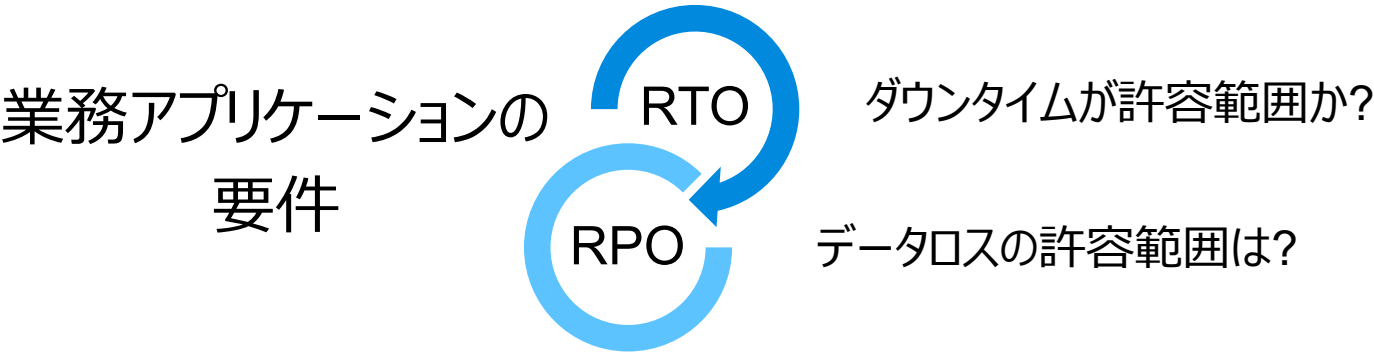 業務アプリケーションの
要件
RTO
ダウンタイムが許容範囲か?
RPO
データロスの許容範囲は?